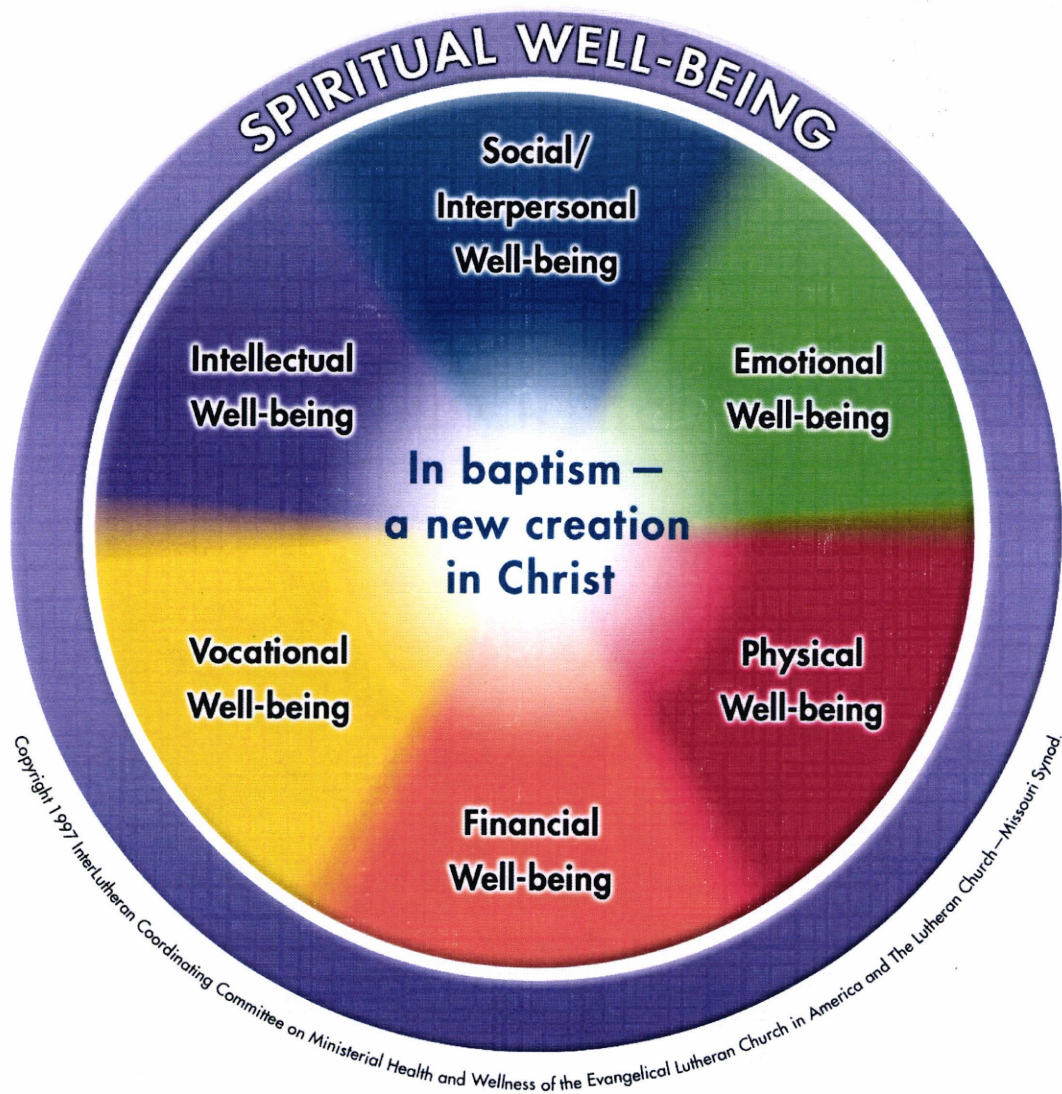 SPIRITUAL WELL-BEING
Social/
Interpersonal
Well-being
Intellectual
Well-being
Emotional
Well-being
In baptism –
a new creation
in Christ
Vocational
Well-being
Physical
Well-being
Financial
Well-being
Copyright 1997 InterLutheran Coordinating Committee on Ministerial Health and Wellness of the Evangelical Lutheran Church in America and The Lutheran Church—Missouri Synod.